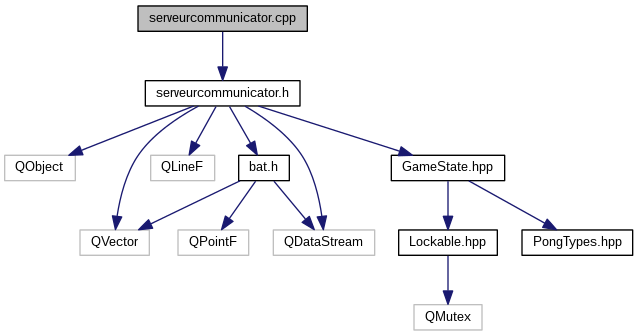 serveurcommunicator.cpp
serveurcommunicator.h
QObject
QLineF
bat.h
GameState.hpp
QVector
QPointF
QDataStream
Lockable.hpp
PongTypes.hpp
QMutex